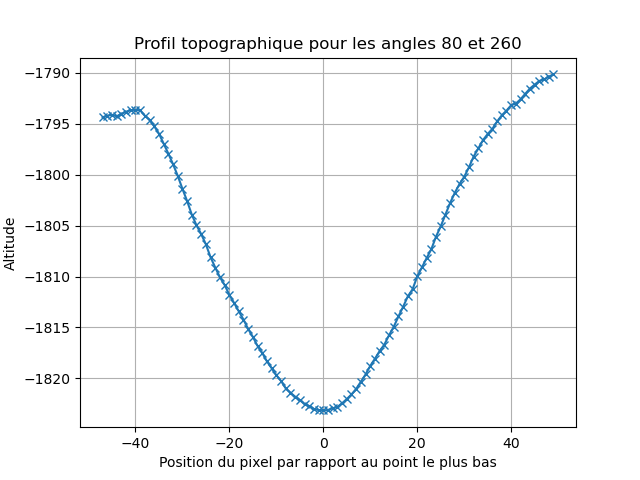 Profil topographique pour les angles 80 et 260
−1790
−1795
−1800
−1805
−1810
−1815
−1820
Altitude
−40 −20 0 20 40
Position du pixel par rapport au point le plus bas